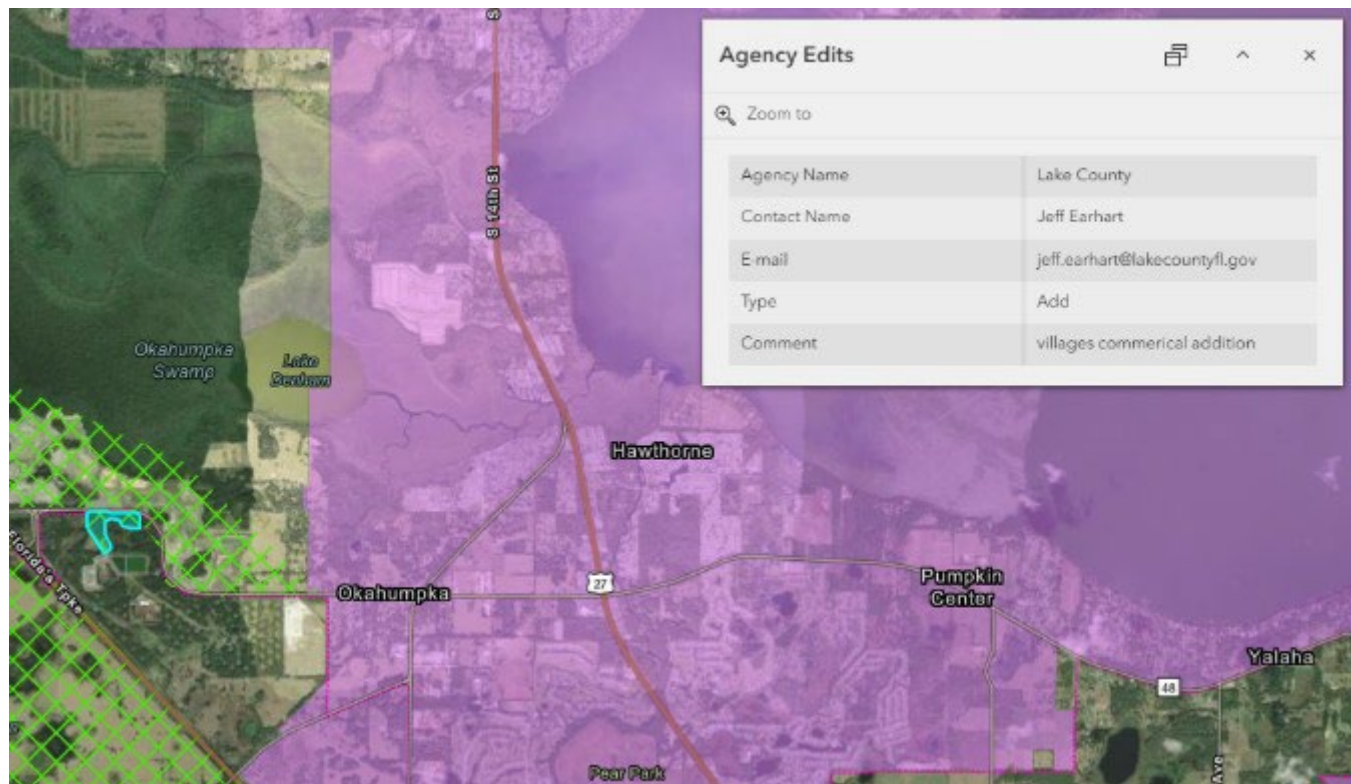 S
S 14th St
Agency Edits
Zoom to
Agency Name Lake County
Contact Name Jeff Earhart
E-mail jeff.earhart@lakecountyfl.gov
Type Add
Comment villages commerical addition
Okahumpka
Swamp
Lake
Denham
Hawthorne
Florida's Tpke
Okahumpka
27
Pumpkin
Center
Yalaha
48
Pear Park
Ave